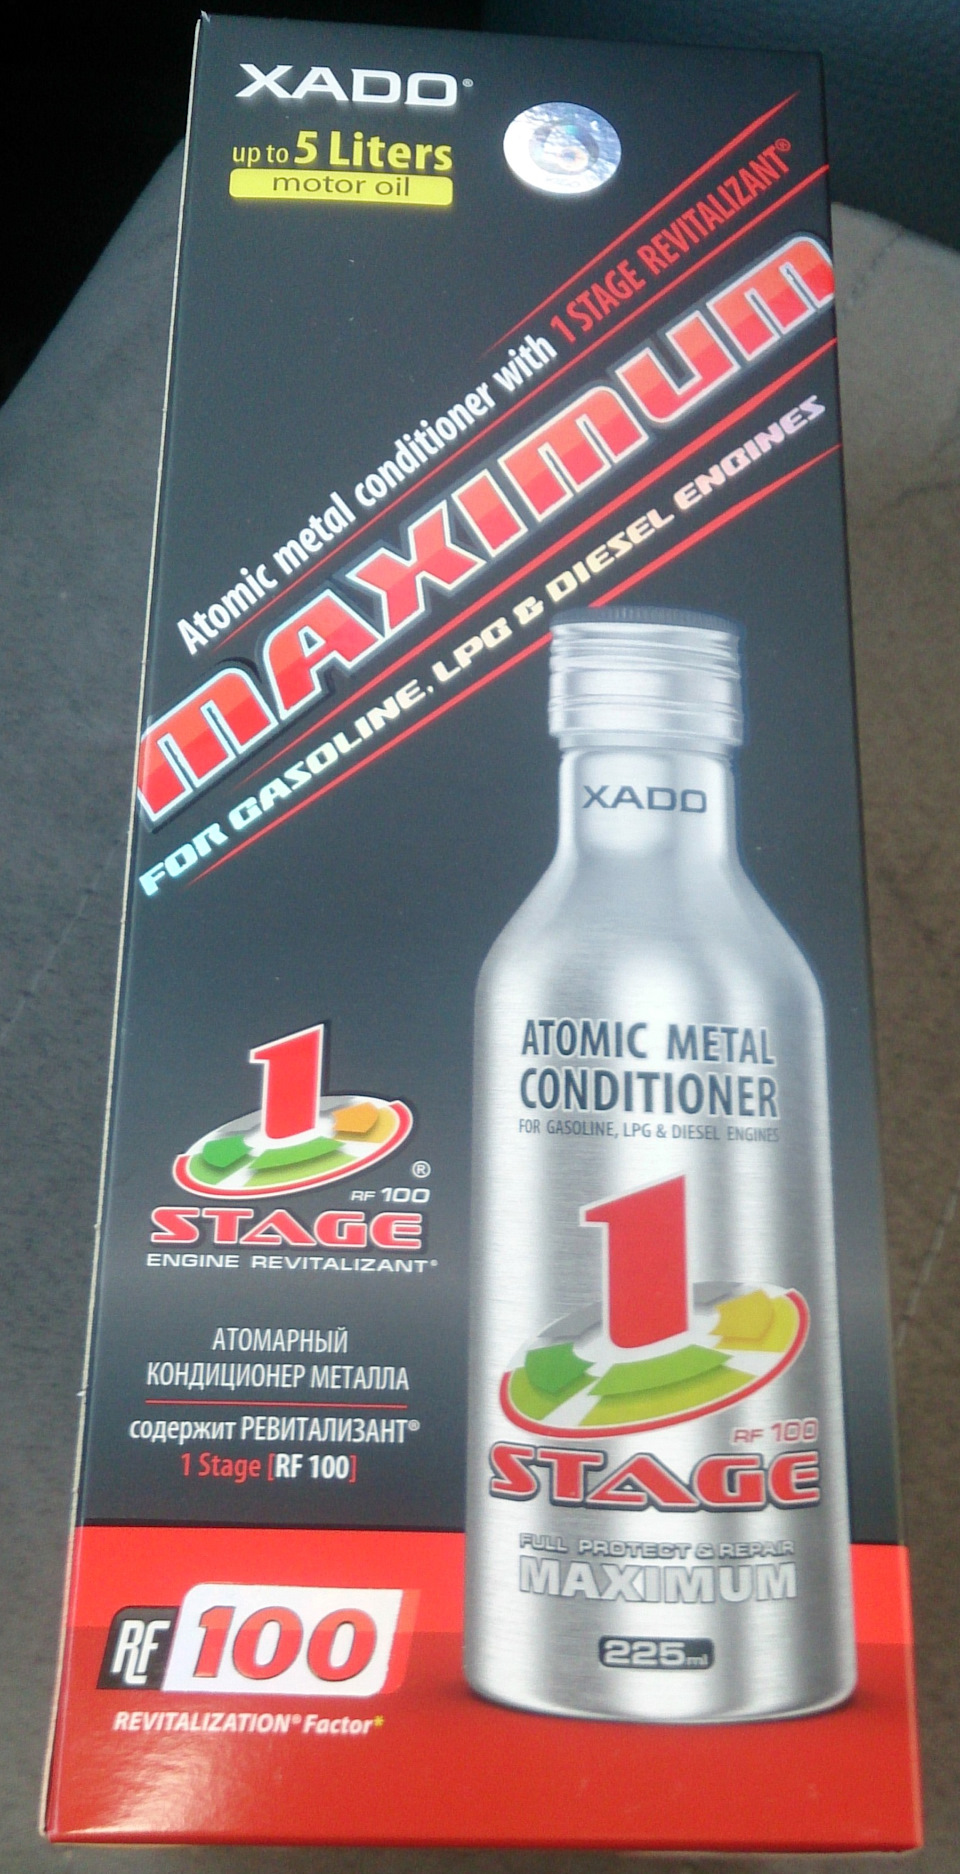 XADO®
up to 5 Liters
motor oil
Atomic metal conditioner with 1 STAGE REVITALIZANT®
MAXIMUM
FOR GASOLINE, LPG & DIESEL ENGINES
XADO
ATOMIC METAL
CONDITIONER
FOR GASOLINE, LPG & DIESEL ENGINES
1
RF 100
STAGE
FULL PROTECT & REPAIR
MAXIMUM
225ml
1
®
RF 100
STAGE
ENGINE REVITALIZANT®
АТОМАРНЫЙ
КОНДИЦИОНЕР МЕТАЛЛА
содержит РЕВИТАЛИЗАНТ®
1 Stage [RF 100]
RF 100
REVITALIZATION® Factor*